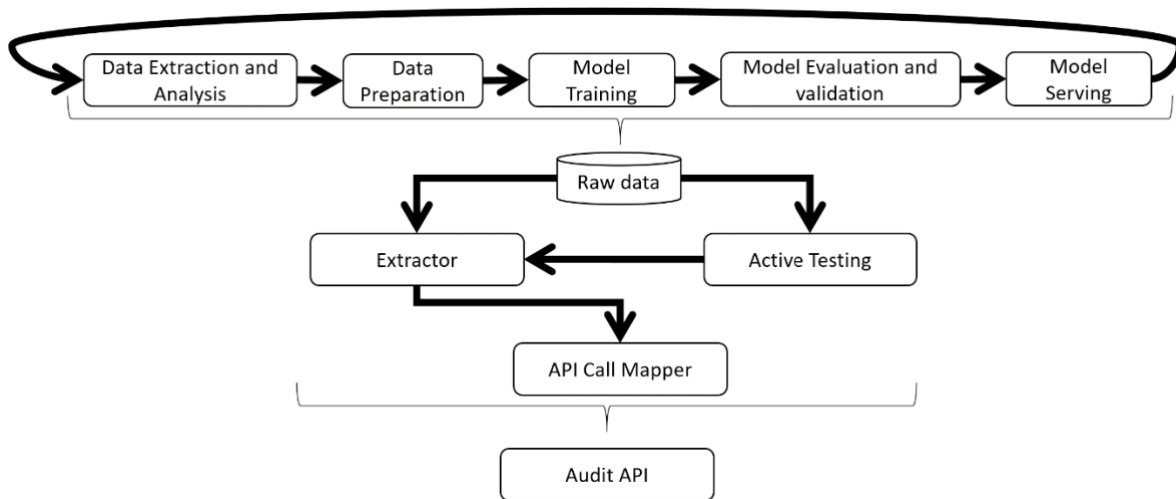 Data Extraction and
Analysis
Data
Preparation
Model
Training
Model Evaluation and
validation
Model
Serving
Raw data
Extractor
Active Testing
API Call Mapper
Audit API